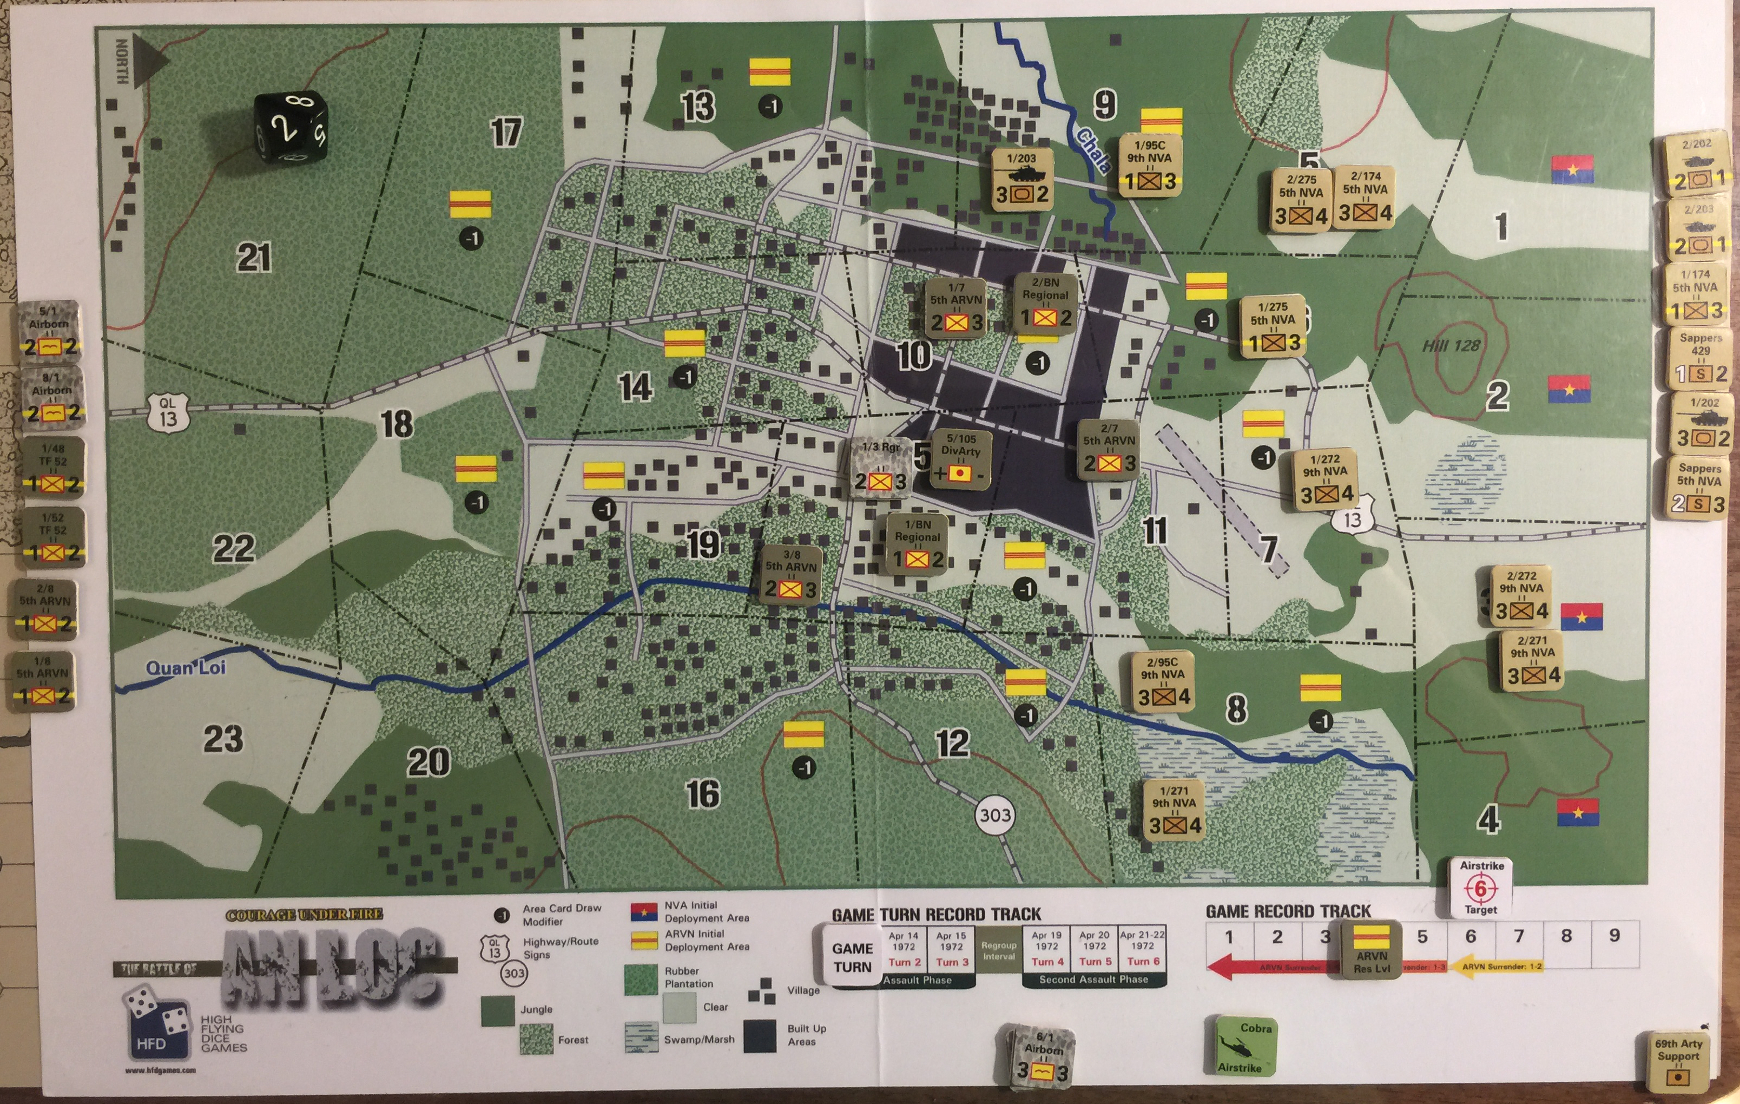 NORTH
8
2
5
17
13
-1
9
Chala
1/95C
9th NVA
1 3
1/203
3 2
5
2/275
5th NVA
3 4
2/174
5th NVA
3 4
1
2/202
2 1
2/203
2 1
1/174
5th NVA
1 3
Sappers
429
1 S 2
1/202
3 2
Sappers
5th NVA
2 S 3
21
-1
1/7
5th ARVN
2 3
2/BN
Regional
1 2
10
-1
-1
1/275
5th NVA
1 3
Hill 128
2
5/1
Airborn
2 2
8/1
Airborn
2 2
1/48
TF 52
1 2
1/52
TF 52
1 2
2/8
5th ARVN
1 2
1/8
5th ARVN
1 2
QL
13
18
14
-1
-1
-1
1/3 Rgr
2 3
5
5/105
DivArty
+ -
2/7
5th ARVN
2 3
-1
1/272
9th NVA
3 4
13
22
19
3/8
5th ARVN
2 3
1/BN
Regional
1 2
-1
11
7
2/272
9th NVA
3 4
2/271
9th NVA
3 4
Quan Loi
23
20
16
-1
12
-1
303
2/95C
9th NVA
3 4
8
-1
1/271
9th NVA
3 4
4
Airstrike
6
Target
COURAGE UNDER FIRE
THE BATTLE OF
AN LOC
HFD
HIGH
FLYING
DICE
GAMES
www.hfdgames.com
-1
Area Card Draw
Modifier
QL
13
Highway/Route
Signs
303
Jungle
Forest
NVA Initial
Deployment Area
ARVN Initial
Deployment Area
Rubber
Plantation
Clear
Swamp/Marsh
Village
Built Up
Areas
GAME TURN RECORD TRACK
GAME
TURN
Apr 14
1972
Turn 2
Apr 15
1972
Turn 3
Regroup
Interval
Apr 19
1972
Turn 4
Apr 20
1972
Turn 5
Apr 21-22
1972
Turn 6
Assault Phase
Second Assault Phase
GAME RECORD TRACK
1 2 3 5 6 7 8 9
ARVN
Res Lvl
ARVN Surrender: 1-2
6/1
Airborn
3 3
Cobra
Airstrike
69th Arty
Support